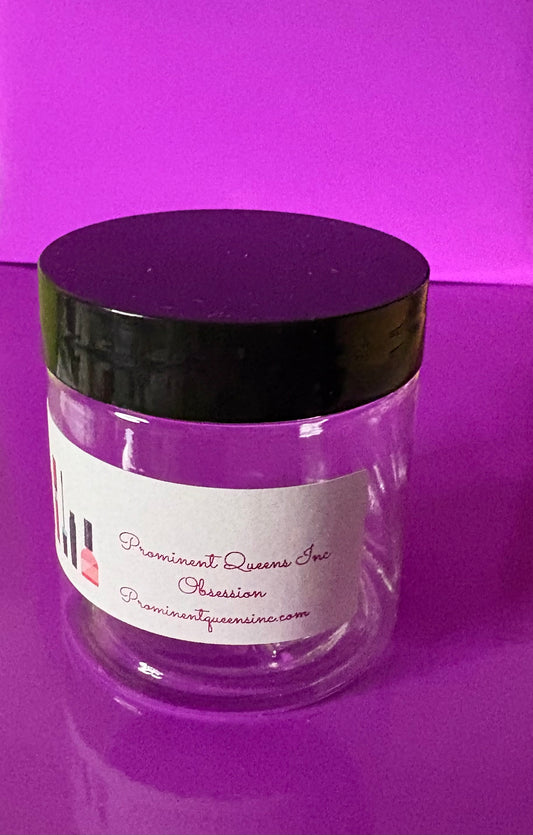 Prominent Queens Inc
Obsession
Prominentqueensinc.com